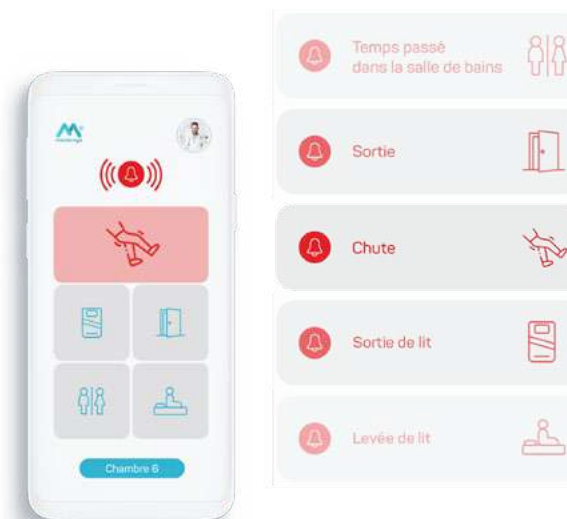 Chambre 6
Temps passé
dans la salle de bains
Sortie
Chute
Sortie de lit
Levée de lit